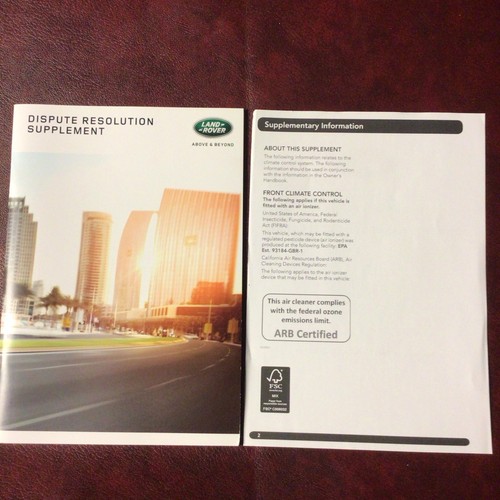 DISPUTE RESOLUTION
SUPPLEMENT
LAND-
-ROVER
ABOVE & BEYOND
Supplementary Information
ABOUT THIS SUPPLEMENT
The following information relates to the
climate control system. The following
information should be used in conjunction
with the information in the Owner's
Handbook.
FRONT CLIMATE CONTROL
The following applies if this vehicle is
fitted with an air ionizer.
United States of America, Federal
Insecticide, Fungicide, and Rodenticide
Act (FIFRA):
This vehicle, which may be fitted with a
regulated pesticide device (air ionizer) was
produced at the following facility: EPA
Est. 93184-GBR-1
California Air Resources Board (ARB), Air
Cleaning Devices Regulation:
The following applies to the air ionizer
device that may be fitted in this vehicle.
This air cleaner complies
with the federal ozone
emissions limit.
ARB Certified
FSC
MIX
2